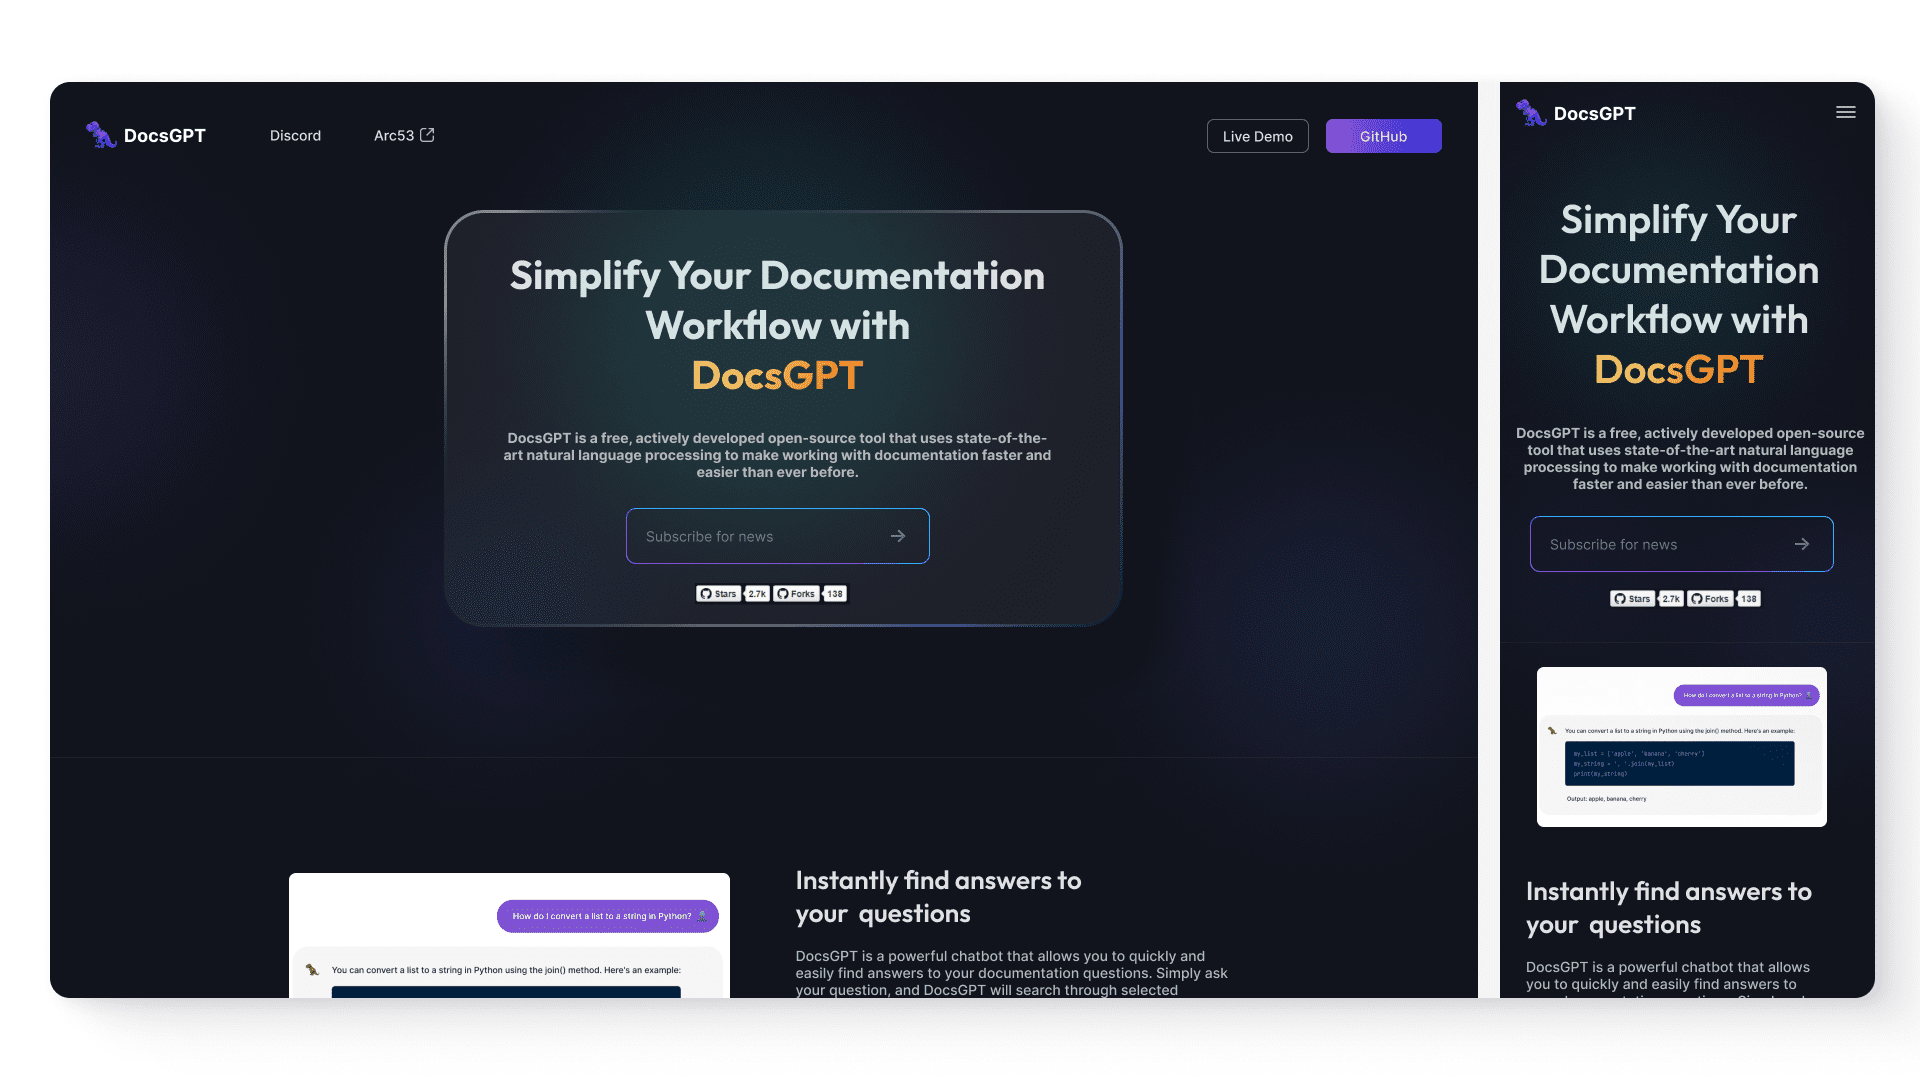 DocsGPT
Discord
Arc53
Live Demo
GitHub
Simplify Your Documentation
Workflow with
DocsGPT
DocsGPT is a free, actively developed open-source tool that uses state-of-the-
art natural language processing to make working with documentation faster and
easier than ever before.
Subscribe for news
Stars 2.7k Forks 138
How do I convert a list to a string in Python?
You can convert a list to a string in Python using the join() method. Here's an example:
Instantly find answers to
your questions
DocsGPT is a powerful chatbot that allows you to quickly and
easily find answers to your documentation questions. Simply ask
your question, and DocsGPT will search through selected
DocsGPT
Simplify Your
Documentation
Workflow with
DocsGPT
DocsGPT is a free, actively developed open-source
tool that uses state-of-the-art natural language
processing to make working with documentation
faster and easier than ever before.
Subscribe for news
Stars 2.7k Forks 138
How do I convert a list to a string in Python?
You can convert a list to a string in Python using the join() method. Here's an example:
my_list = ['apple', 'banana', 'cherry']
my_string = ', '.join(my_list)
print(my_string)
Output: apple, banana, cherry
Instantly find answers to
your questions
DocsGPT is a powerful chatbot that allows
you to quickly and easily find answers to